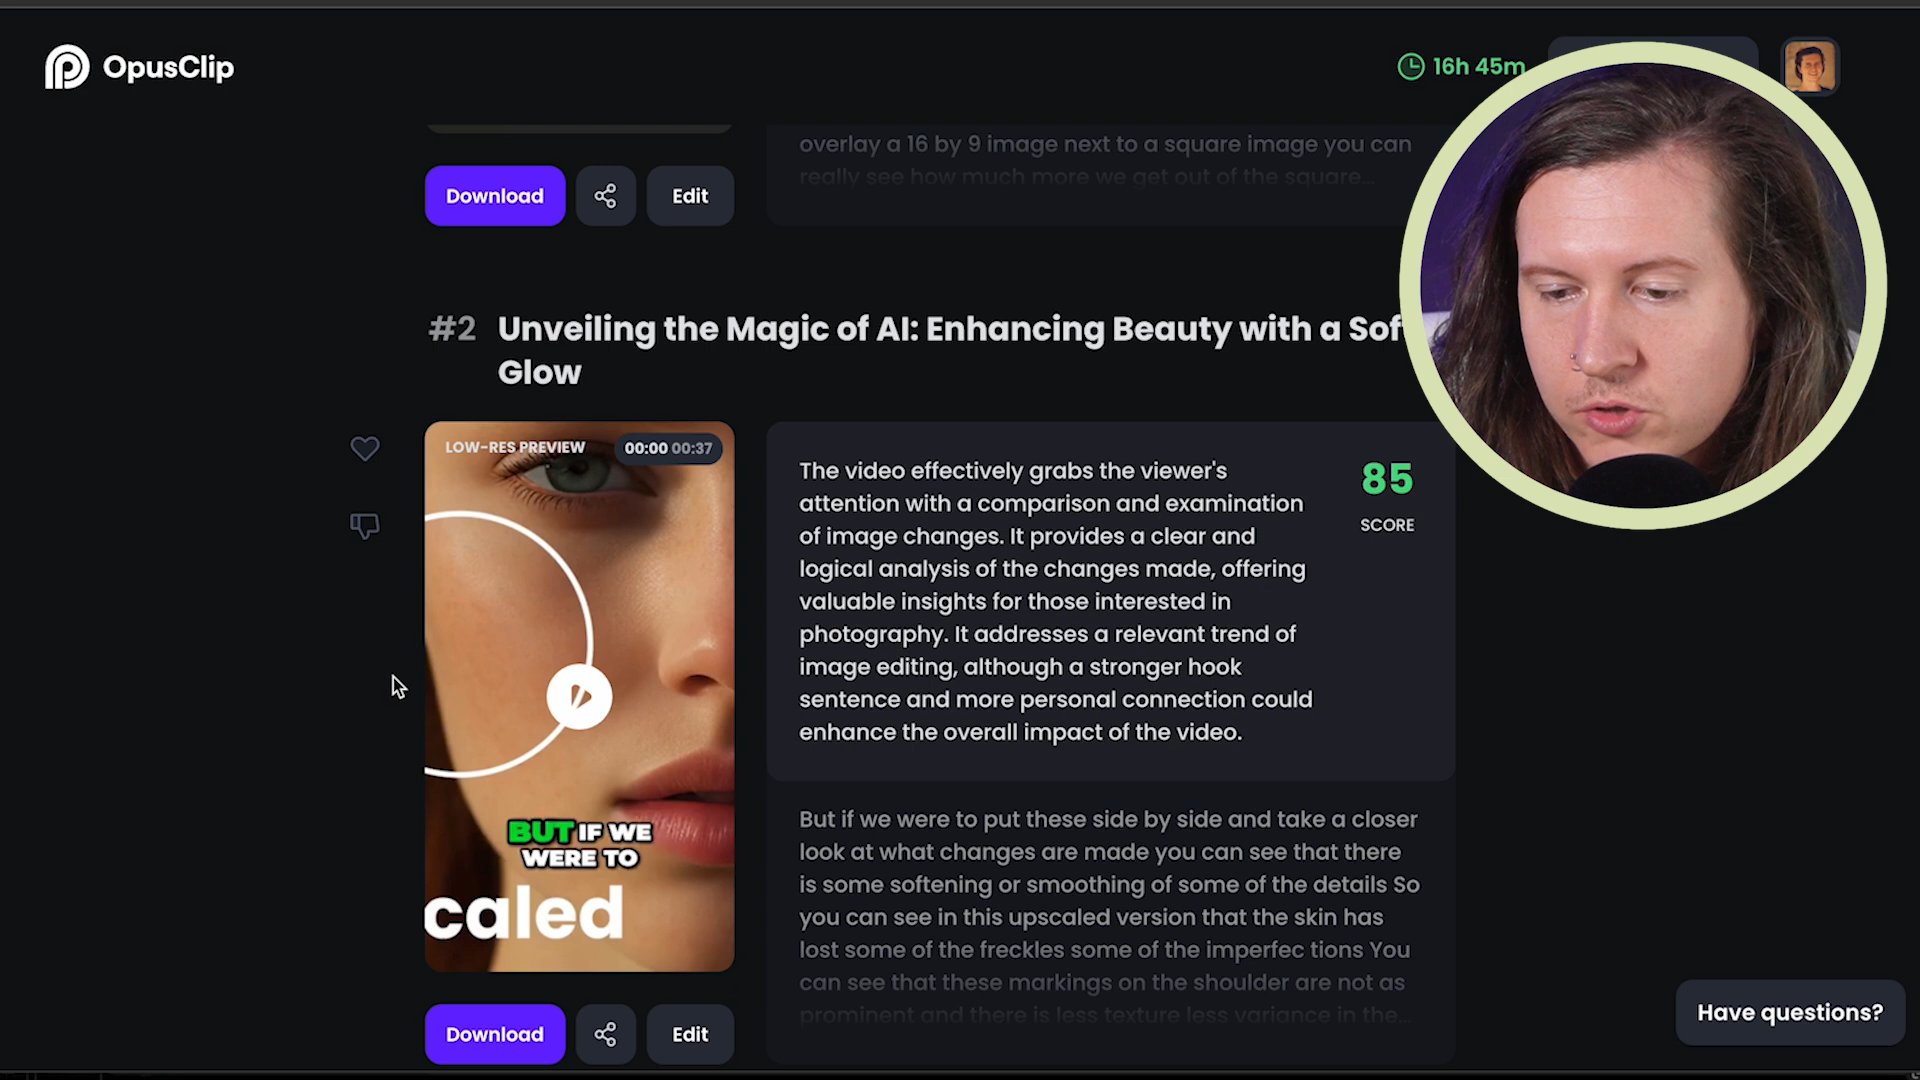 OpusClip
16h 45m
overlay a 16 by 9 image next to a square image you can
really see how much more we get out of the square...
Download
Edit
#2 Unveiling the Magic of AI: Enhancing Beauty with a Sof
Glow
LOW-RES PREVIEW
00:00 00:37
BUT IF WE
WERE TO
caled
The video effectively grabs the viewer's
attention with a comparison and examination
of image changes. It provides a clear and
logical analysis of the changes made, offering
valuable insights for those interested in
photography. It addresses a relevant trend of
image editing, although a stronger hook
sentence and more personal connection could
enhance the overall impact of the video.
85
SCORE
But if we were to put these side by side and take a closer
look at what changes are made you can see that there
is some softening or smoothing of some of the details So
you can see in this upscaled version that the skin has
lost some of the freckles some of the imperfec tions You
can see that these markings on the shoulder are not as
prominent and there is less texture less variance in the...
Download
Edit
Have questions?